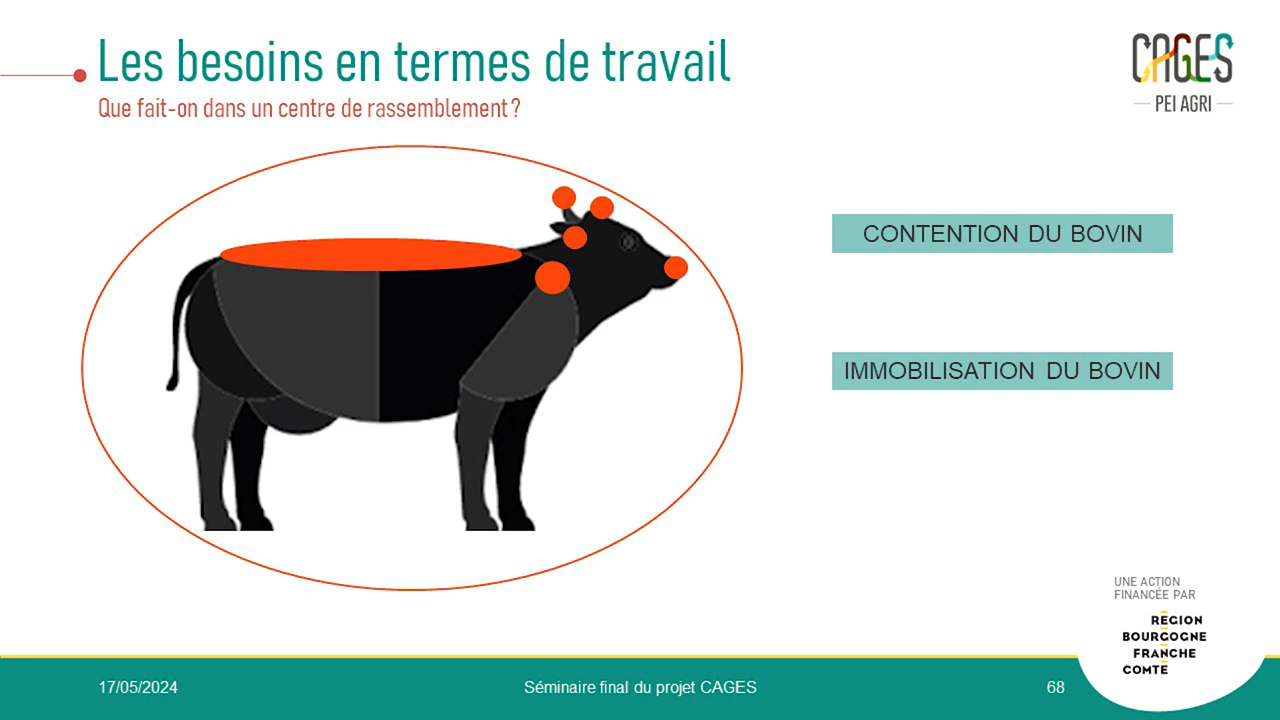 Les besoins en termes de travail
Que fait-on dans un centre de rassemblement ?
CAGES
PEI AGRI
CONTENTION DU BOVIN
IMMOBILISATION DU BOVIN
UNE ACTION
FINANCÉE PAR
RÉGION
BOURGOGNE
FRANCHE
COMTÉ
17/05/2024
Séminaire final du projet CAGES
68